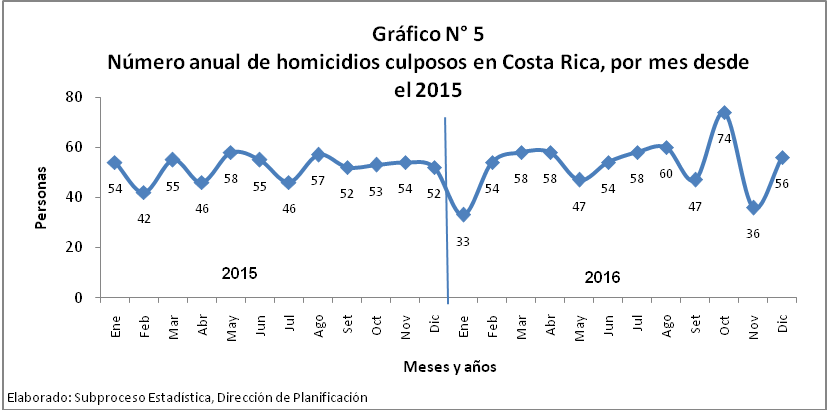 Gráfico N° 5
Número anual de homicidios culposos en Costa Rica, por mes desde
el 2015
80
60
40
20
0
Personas
54 42 55 46 58 55 46 57 52 53 54 52 33 54 58 58 47 54 58 60 47 74 36 56
2015 2016
Ene Feb Mar Abr May Jun Jul Ago Set Oct Nov Dic Ene Feb Mar Abr May Jun Jul Ago Set Oct Nov Dic
Meses y años
Elaborado: Subproceso Estadística, Dirección de Planificación